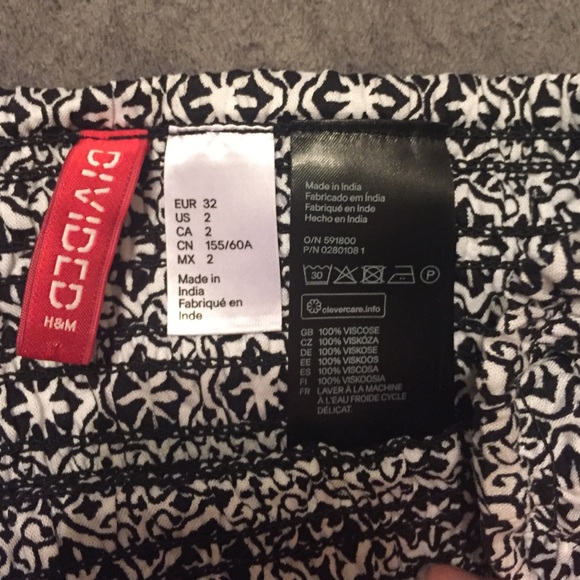 DIVIDED
H&M
EUR 32
US 2
CA 2
CN 155/60A
MX 2
Made in
India
Fabriqué en
Inde
Made in India
Fabricado em Índia
Fabriqué en Inde
Hecho en India
O/N 591800
P/N 0280108 1
30
P
clevercare.info
GB 100% VISCOSE
CZ 100% VISKÓZA
DE 100% VISKOSE
EE 100% VISKOOS
ES 100% VISCOSA
FI 100% VISKOOSIA
FR LAVER À LA MACHINE
À L'EAU FROIDE CYCLE
DÉLICAT.